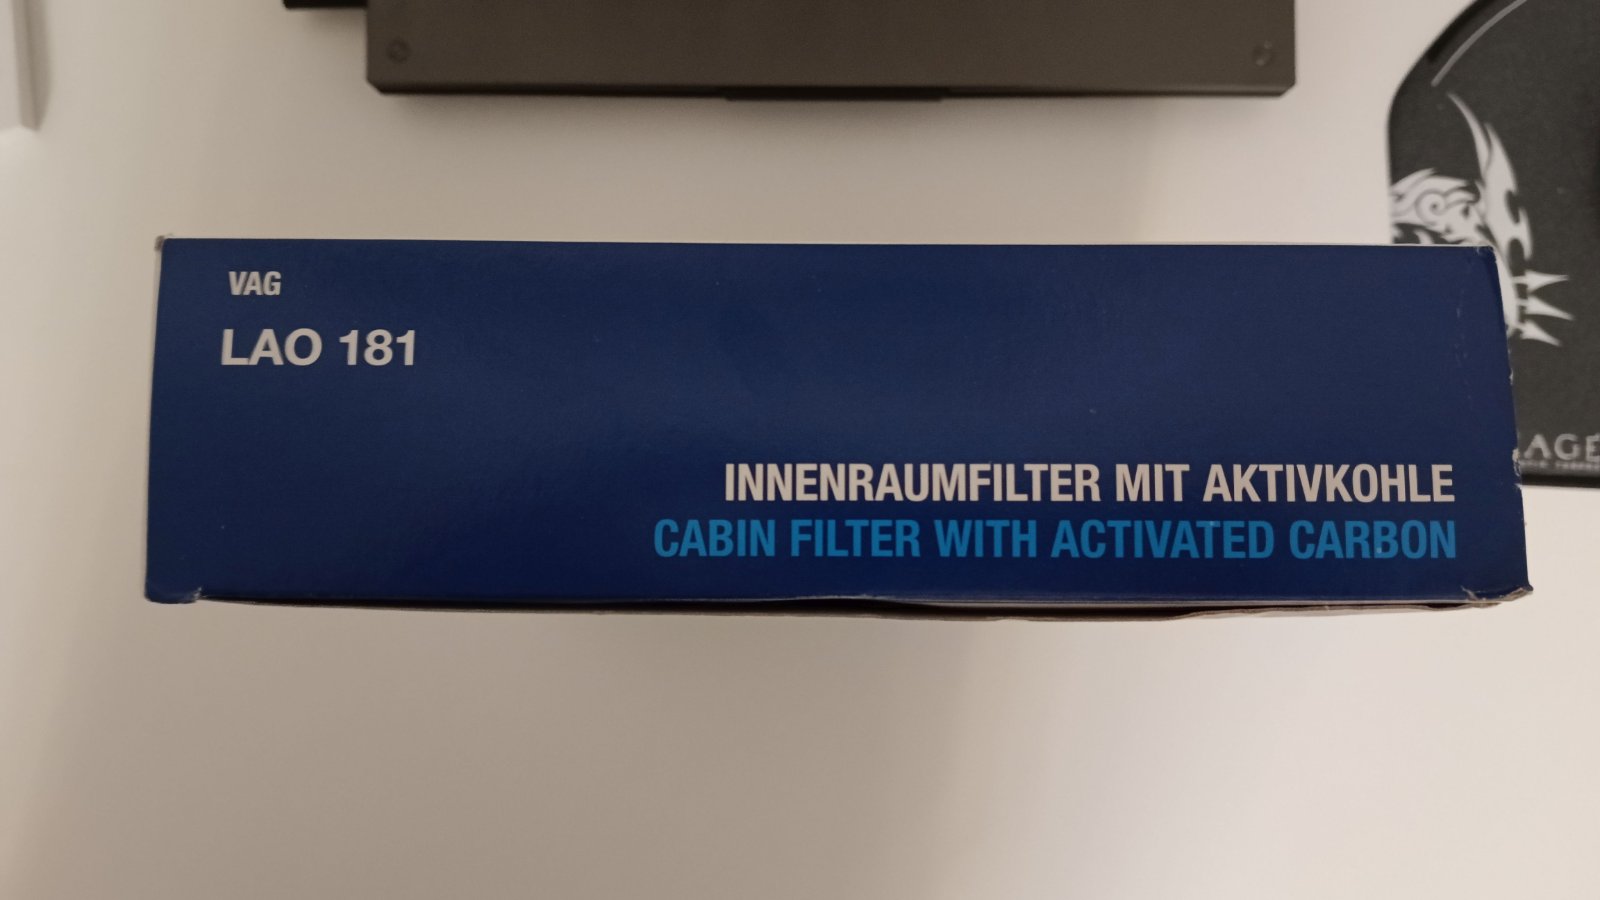 VAG
LAO 181
INNENRAUMFILTER MIT AKTIVKOHLE
CABIN FILTER WITH ACTIVATED CARBON